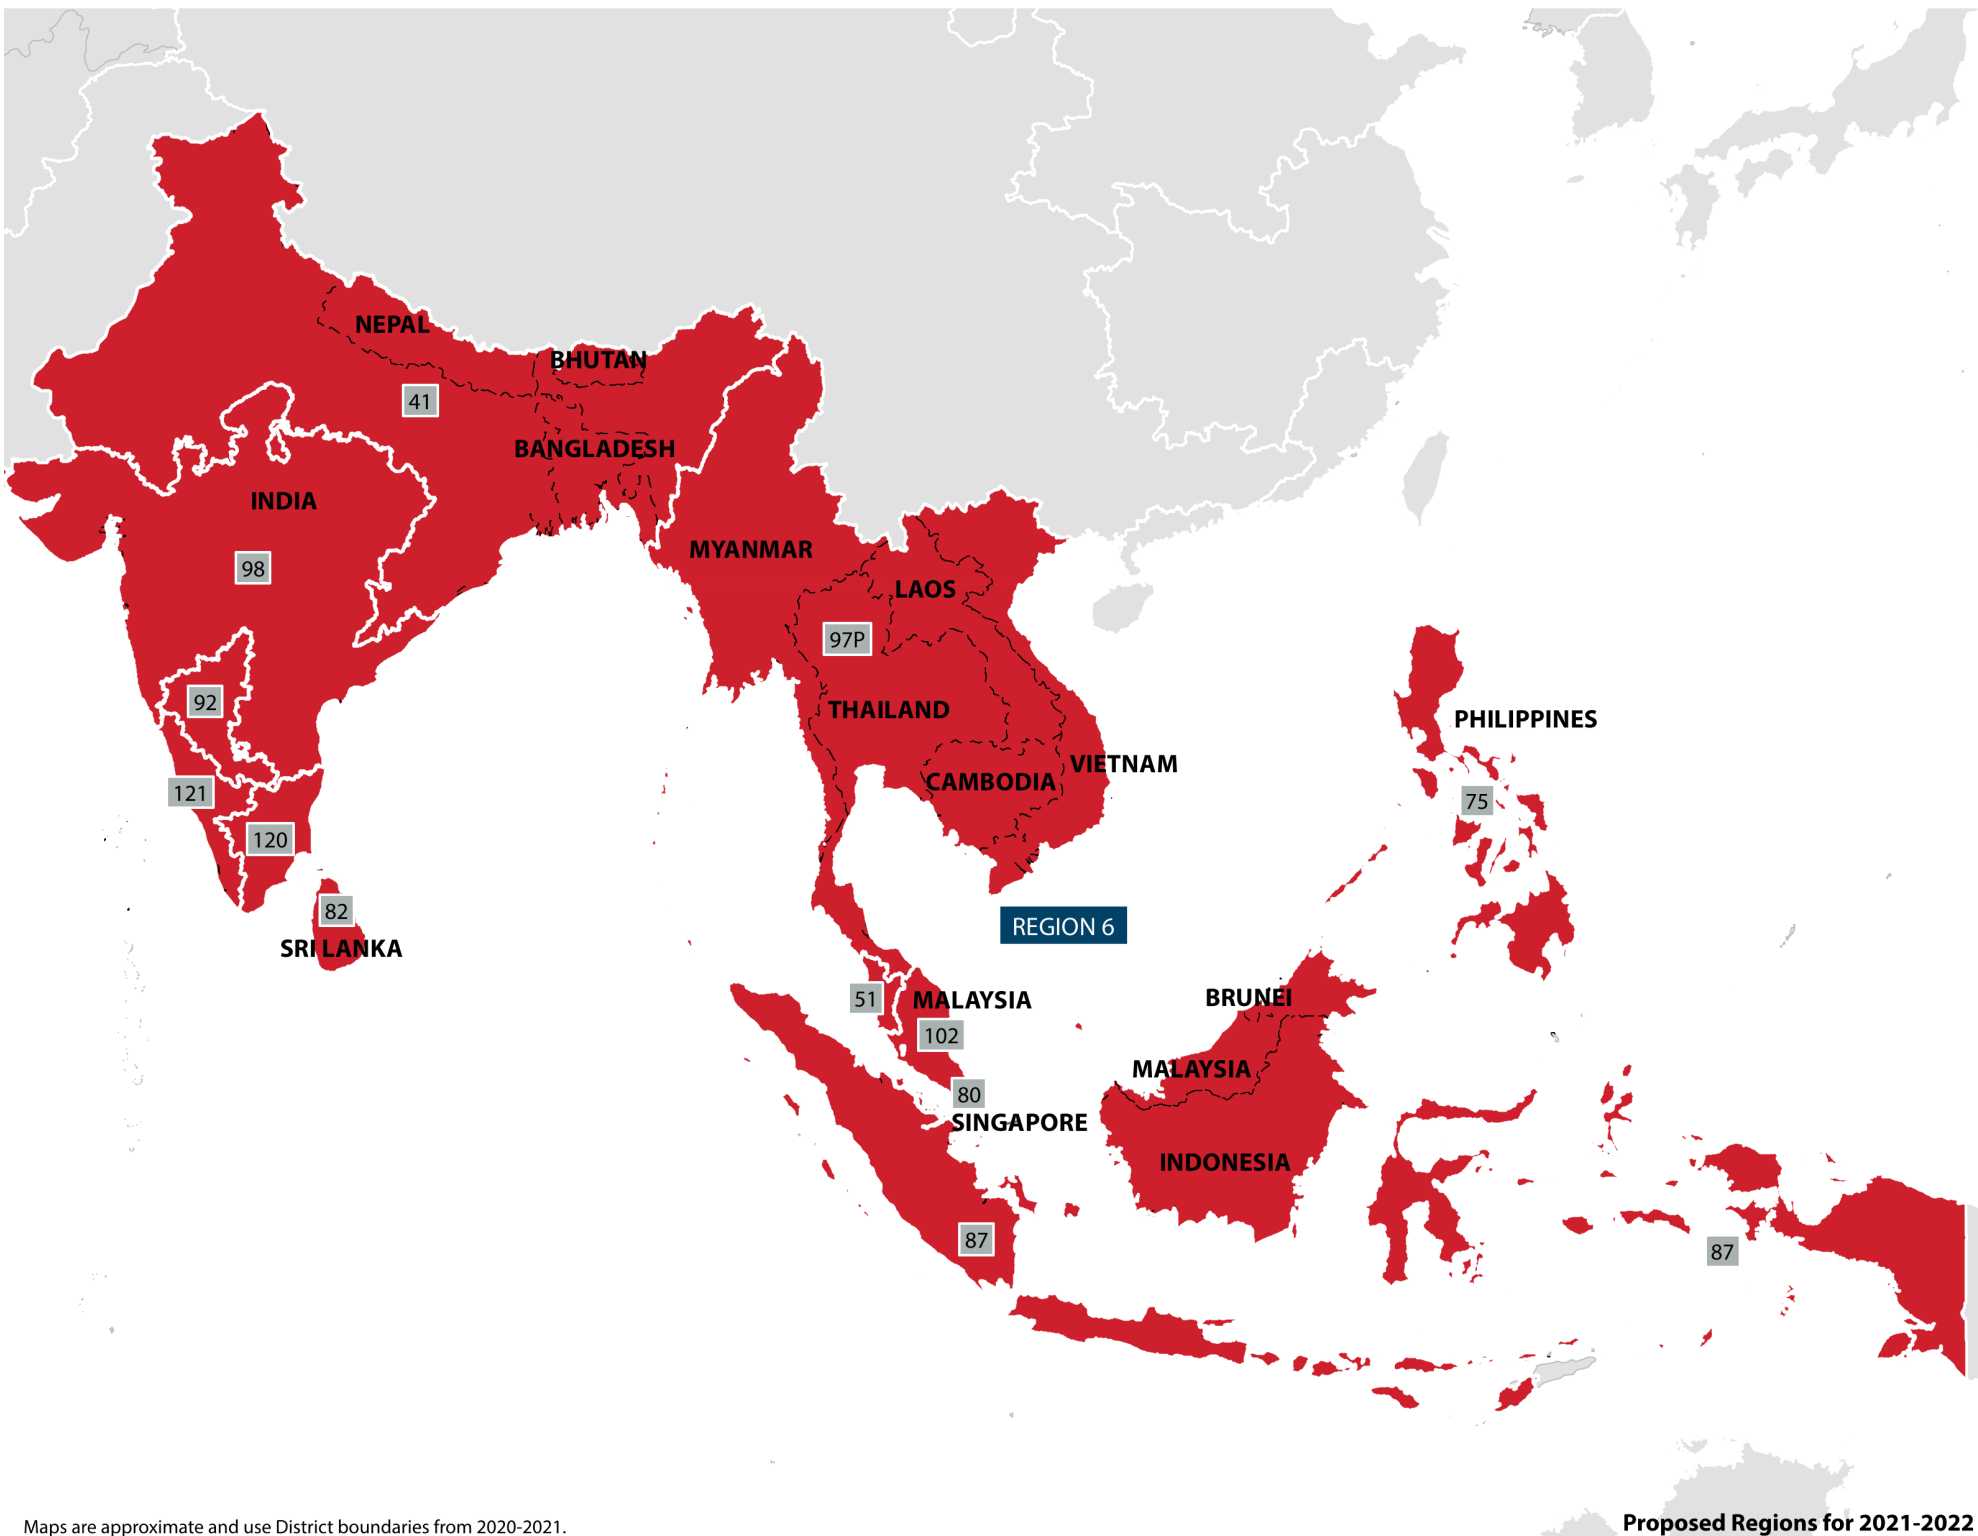 NEPAL
BHUTAN
41
BANGLADESH
INDIA
MYANMAR
98
LAOS
97P
92
THAILAND
PHILIPPINES
VIETNAM
CAMBODIA
121
75
120
82
REGION 6
SRI LANKA
51
MALAYSIA
BRUNEI
102
MALAYSIA
80
SINGAPORE
INDONESIA
87
87
Maps are approximate and use District boundaries from 2020-2021.
Proposed Regions for 2021-2022